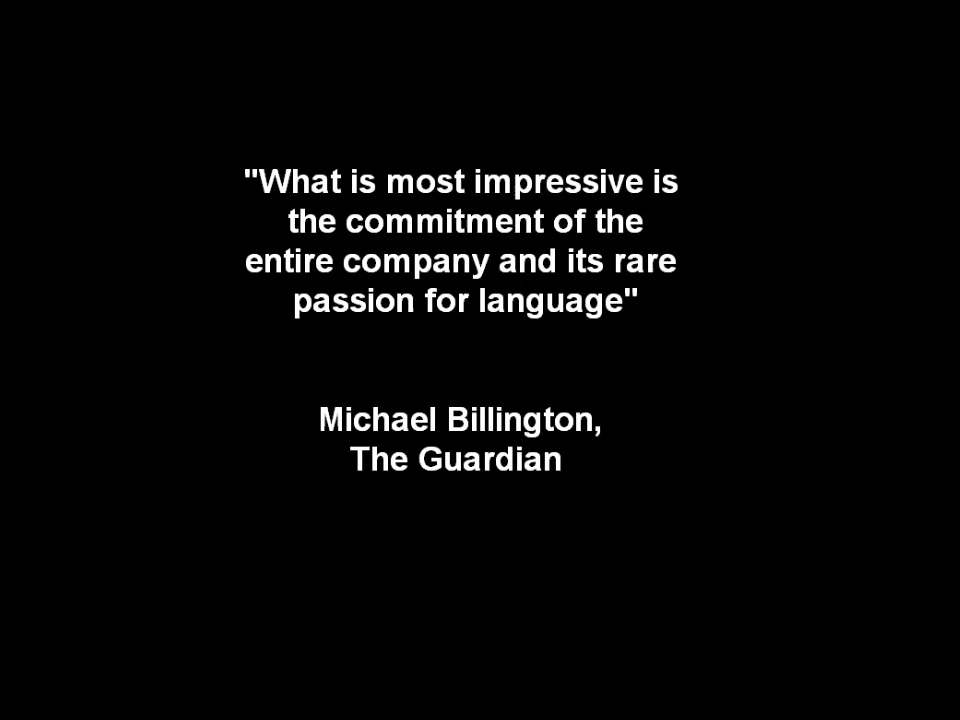 "What is most impressive is
the commitment of the
entire company and its rare
passion for language"
Michael Billington,
The Guardian